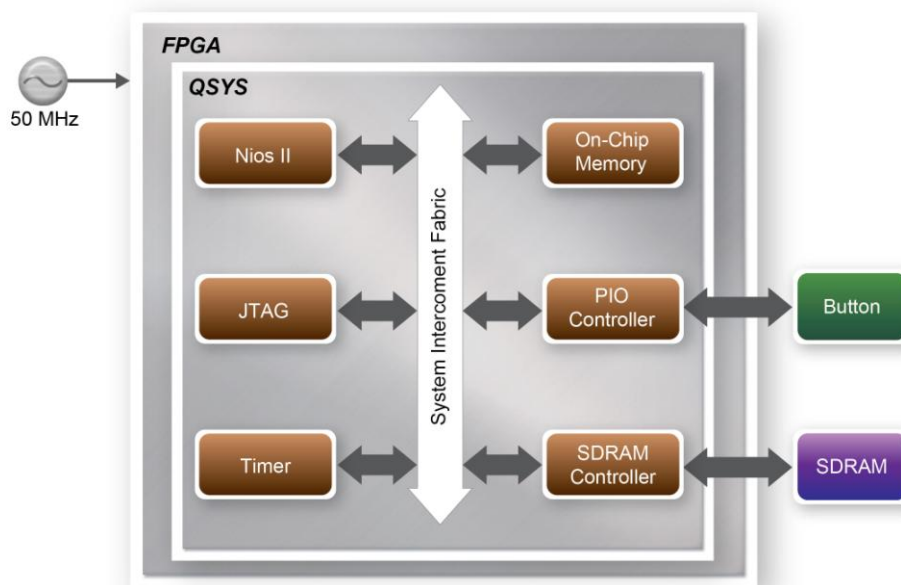 FPGA
QSYS
50 MHz
Nios II
On-Chip
Memory
System Intercoment Fabric
JTAG
PIO
Controller
Button
Timer
SDRAM
Controller
SDRAM